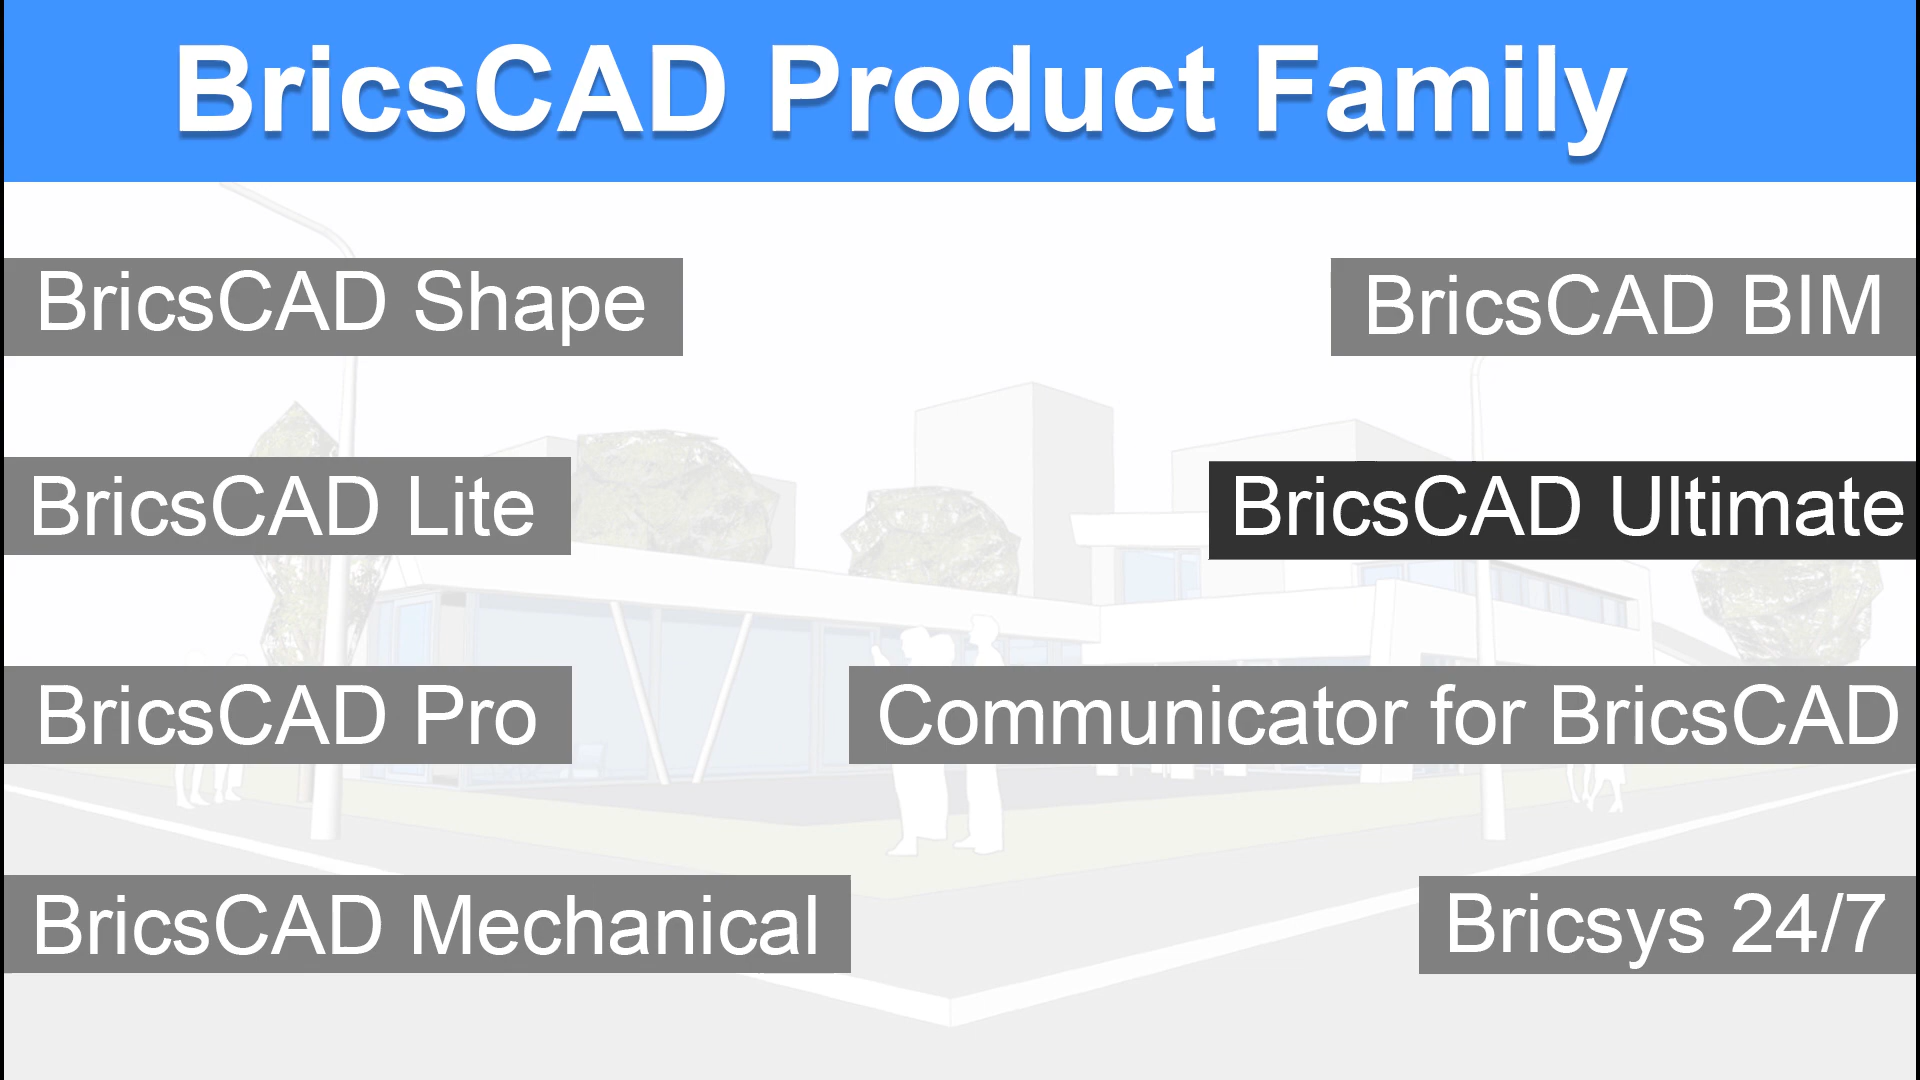 BricsCAD Product Family
BricsCAD Shape
BricsCAD Lite
BricsCAD Pro
BricsCAD Mechanical
BricsCAD BIM
BricsCAD Ultimate
Communicator for BricsCAD
Bricsys 24/7